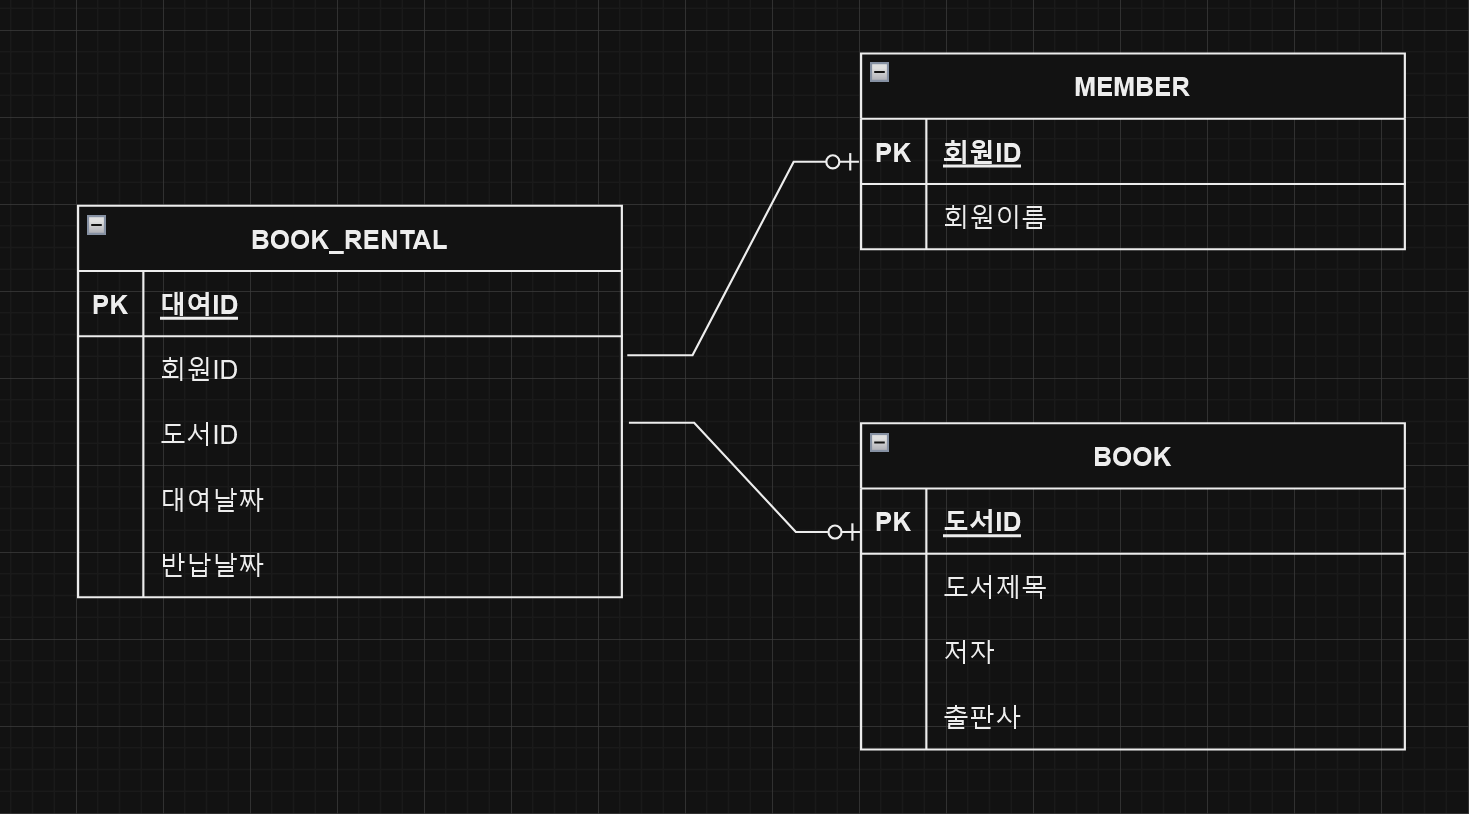 BOOK_RENTAL
PK 대여ID
회원ID
도서ID
대여날짜
반납날짜
MEMBER
PK 회원ID
회원이름
BOOK
PK 도서ID
도서제목
저자
출판사